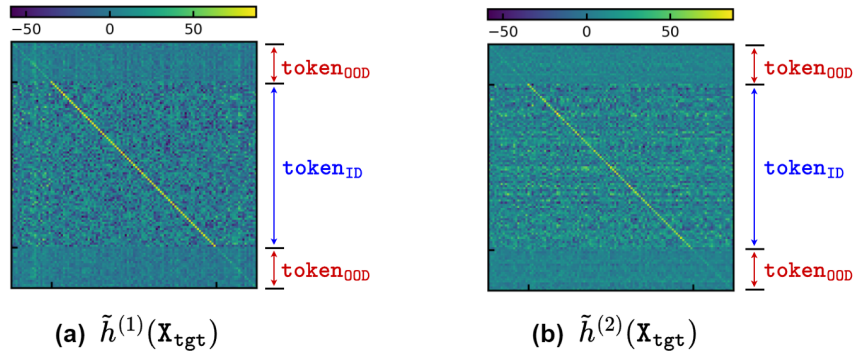 −50 0 50
−50 0 50
token_OOD
token_ID
token_OOD
token_OOD
token_ID
token_OOD
(a) h̃^(1)(X_tgt)
(b) h̃^(2)(X_tgt)